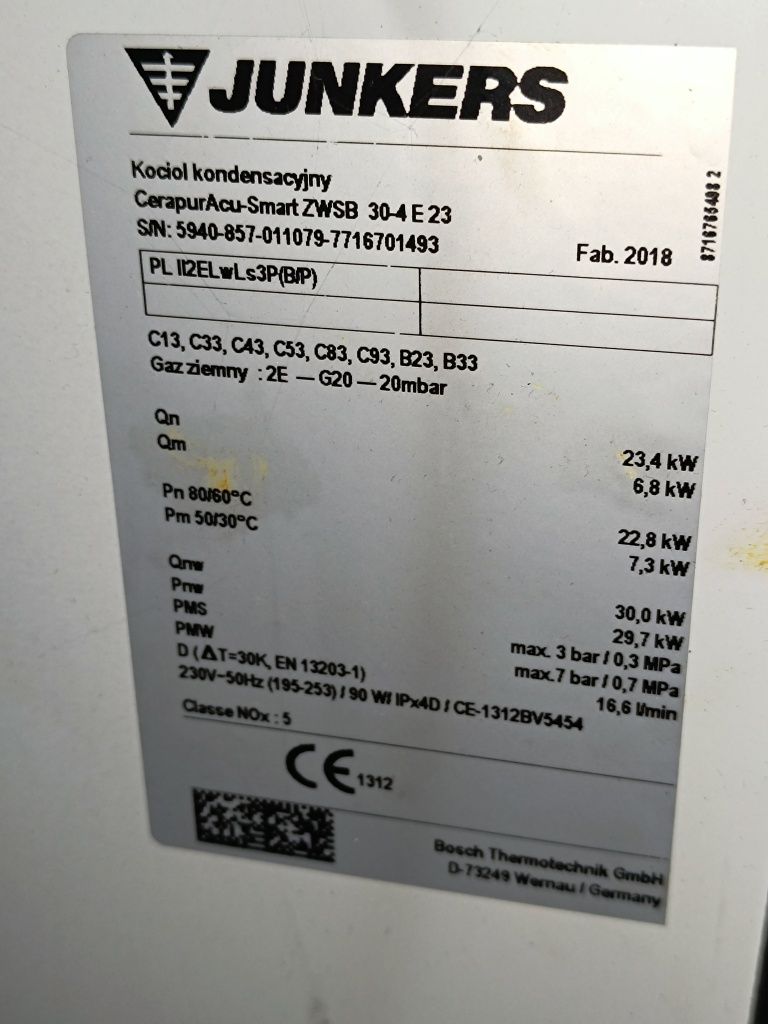 JUNKERS
Kocioł kondensacyjny
CerapurAcu-Smart ZWSB 30-4 E 23
S/N: 5940-857-011079-7716701493
Fab. 2018
8716765498 2
PL II2ELwLs3P(B/P)
C13, C33, C43, C53, C83, C93, B23, B33
Gaz ziemny : 2E — G20 — 20mbar
Qn 23,4 kW
Qm 6,8 kW
Pn 80/60°C 22,8 kW
Pm 50/30°C 7,3 kW
Qnw 30,0 kW
Pnw 29,7 kW
PMS max. 3 bar / 0,3 MPa
PMW max.7 bar / 0,7 MPa
D (ΔT=30K, EN 13203-1) 16,6 l/min
230V~50Hz (195-253) / 90 W/ IPx4D / CE-1312BV5454
Classe NOx : 5
CE 1312
Bosch Thermotechnik GmbH
D-73249 Wernau / Germany